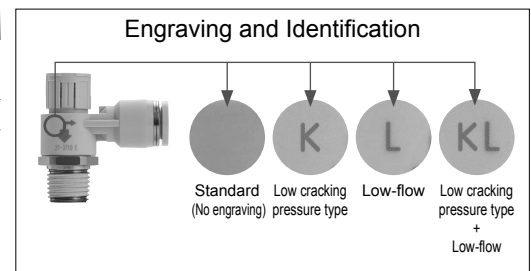 Engraving and Identification
K
L
KL
Standard
(No engraving)
Low cracking
pressure type
Low-flow
Low cracking
pressure type
+
Low-flow